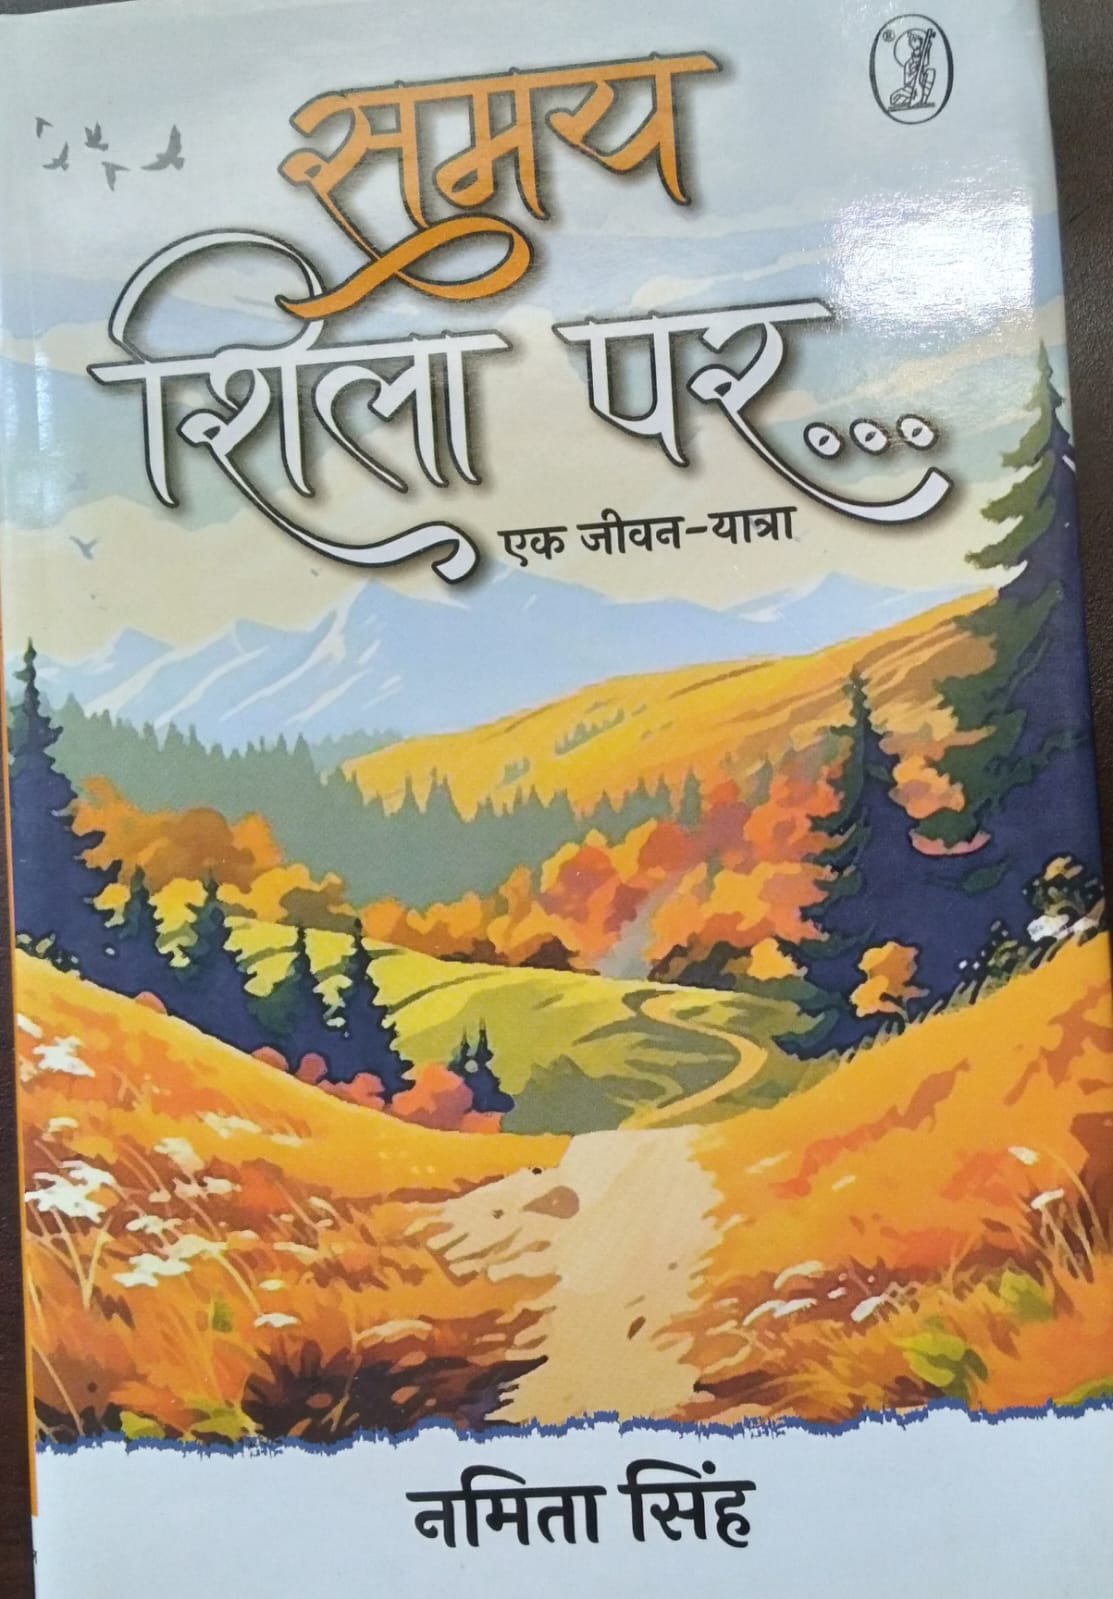 समय
शिला पर...
एक जीवन-यात्रा
नमिता सिंह